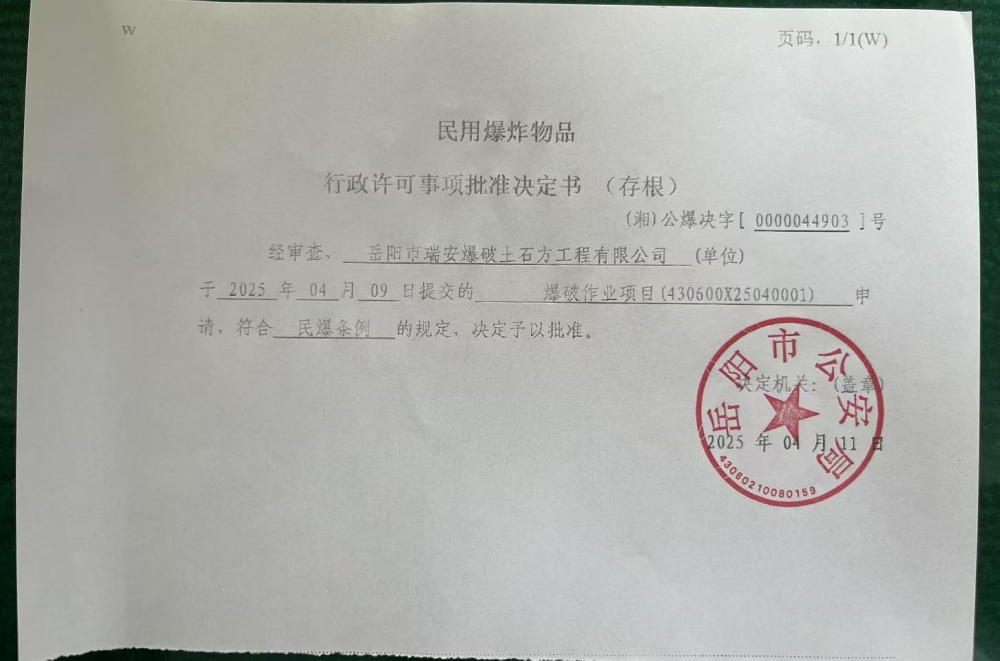 W
页码，1/1(W)
民用爆炸物品
行政许可事项批准决定书 （存根）
(湘)公爆决字[ 0000044903 ]号
经审查， 岳阳市瑞安爆破土石方工程有限公司 (单位)
于 2025 年 04 月 09 日提交的 爆破作业项目(430600X25040001) 申
请，符合 民爆条例 的规定，决定予以批准。
决定机关：（盖章）
2025 年 04 月 11 日
岳阳市公安局
43060210080159